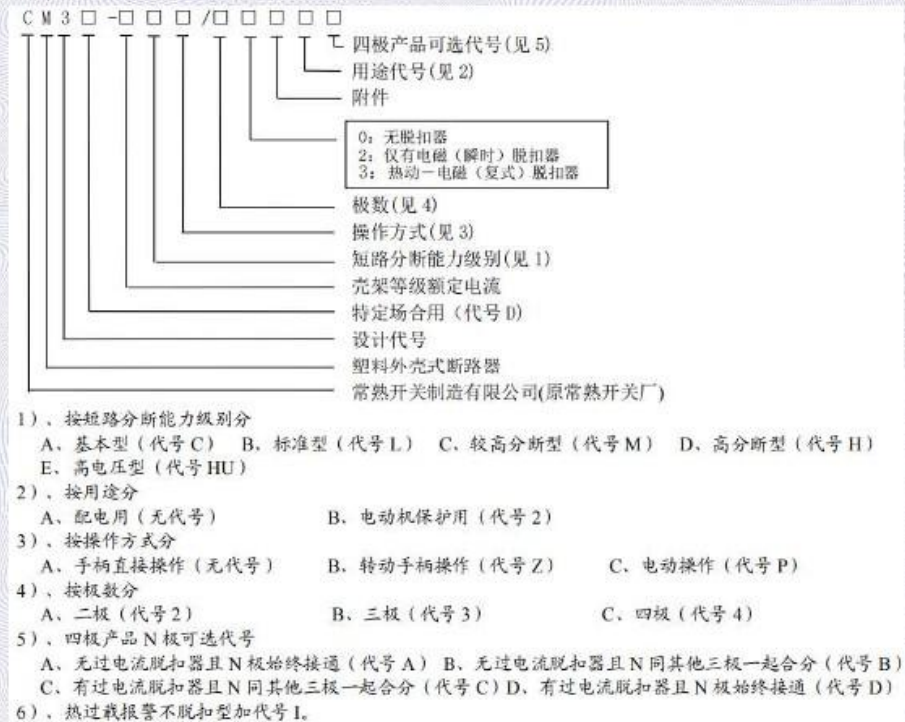 CM3□-□□□/□□□□□
四极产品可选代号(见 5)
用途代号(见 2)
附件
0：无脱扣器
2：仅有电磁（瞬时）脱扣器
3：热动－电磁（复式）脱扣器
极数(见 4)
操作方式(见 3)
短路分断能力级别(见 1)
壳架等级额定电流
特定场合用（代号 D）
设计代号
塑料外壳式断路器
常熟开关制造有限公司(原常熟开关厂)
1）、按短路分断能力级别分
A、基本型（代号 C） B、标准型（代号 L） C、较高分断型（代号 M） D、高分断型（代号 H）
E、高电压型（代号 HU）
2）、按用途分
A、配电用（无代号） B、电动机保护用（代号 2）
3）、按操作方式分
A、手柄直接操作（无代号） B、转动手柄操作（代号 Z） C、电动操作（代号 P）
4）、按极数分
A、二极（代号 2） B、三极（代号 3） C、四极（代号 4）
5）、四极产品 N 极可选代号
A、无过电流脱扣器且 N 极始终接通（代号 A） B、无过电流脱扣器且 N 同其他三极一起合分（代号 B）
C、有过电流脱扣器且 N 同其他三极一起合分（代号 C）D、有过电流脱扣器且 N 极始终接通（代号 D）
6）、热过载报警不脱扣型加代号 I。